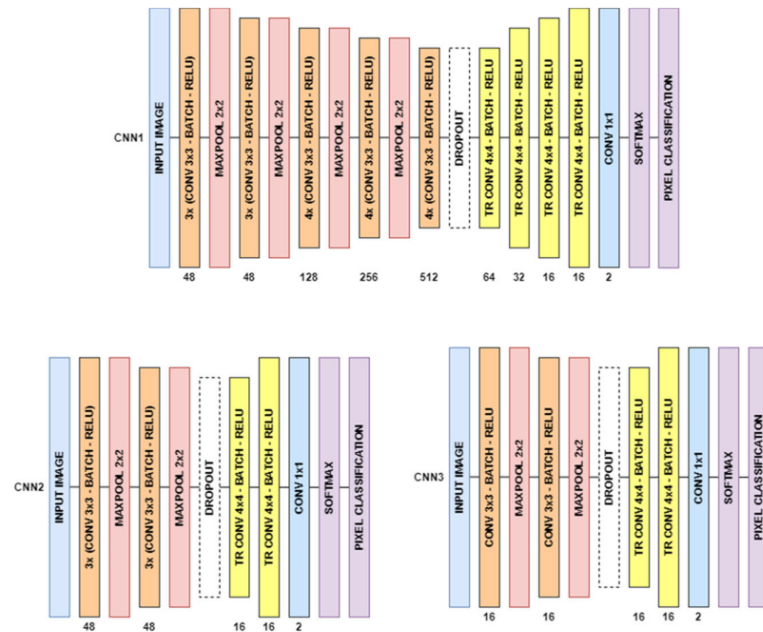 CNN1
INPUT IMAGE
3x (CONV 3x3 - BATCH - RELU)
MAXPOOL 2x2
3x (CONV 3x3 - BATCH - RELU)
MAXPOOL 2x2
4x (CONV 3x3 - BATCH - RELU)
MAXPOOL 2x2
4x (CONV 3x3 - BATCH - RELU)
MAXPOOL 2x2
4x (CONV 3x3 - BATCH - RELU)
DROPOUT
TR CONV 4x4 - BATCH - RELU
TR CONV 4x4 - BATCH - RELU
TR CONV 4x4 - BATCH - RELU
TR CONV 4x4 - BATCH - RELU
CONV 1x1
SOFTMAX
PIXEL CLASSIFICATION
48 48 128 256 512 64 32 16 16 2
CNN2
INPUT IMAGE
3x (CONV 3x3 - BATCH - RELU)
MAXPOOL 2x2
3x (CONV 3x3 - BATCH - RELU)
MAXPOOL 2x2
DROPOUT
TR CONV 4x4 - BATCH - RELU
TR CONV 4x4 - BATCH - RELU
CONV 1x1
SOFTMAX
PIXEL CLASSIFICATION
48 48 16 16 2
CNN3
INPUT IMAGE
CONV 3x3 - BATCH - RELU
MAXPOOL 2x2
CONV 3x3 - BATCH - RELU
MAXPOOL 2x2
DROPOUT
TR CONV 4x4 - BATCH - RELU
TR CONV 4x4 - BATCH - RELU
CONV 1x1
SOFTMAX
PIXEL CLASSIFICATION
16 16 16 16 2